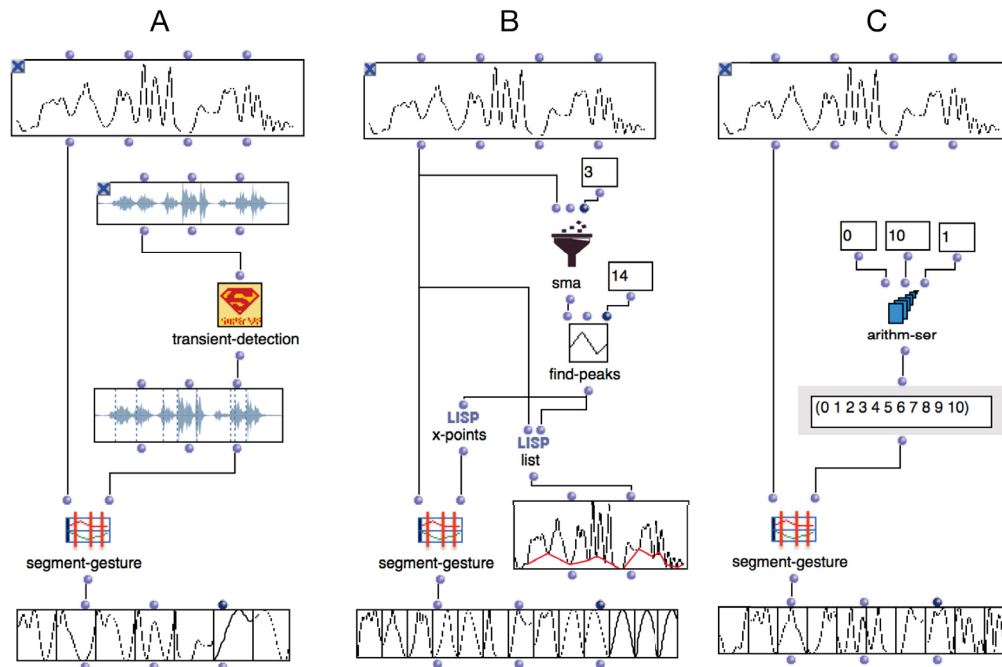 A
B
C
3
0
10
1
sma
14
arithm-ser
transient-detection
find-peaks
LISP
x-points
LISP
list
(0 1 2 3 4 5 6 7 8 9 10)
segment-gesture
segment-gesture
segment-gesture